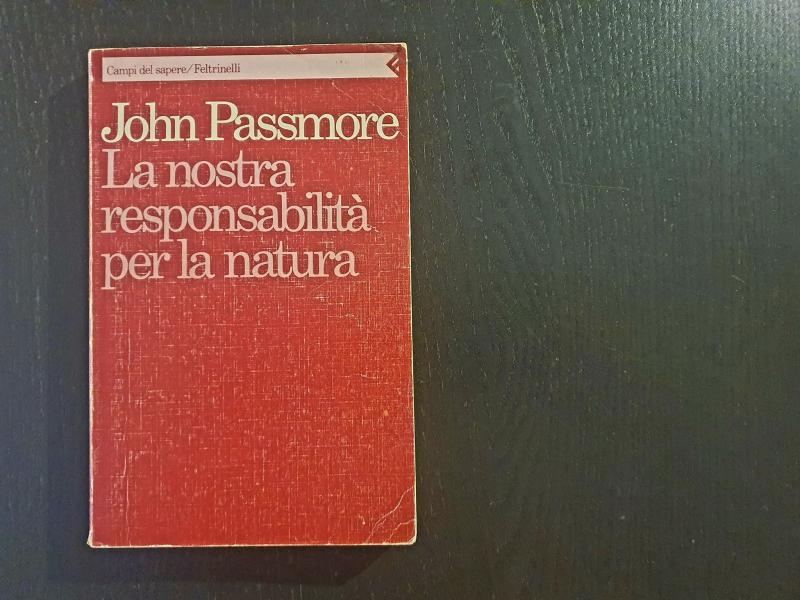 Campi del sapere/Feltrinelli
John Passmore
La nostra
responsabilità
per la natura